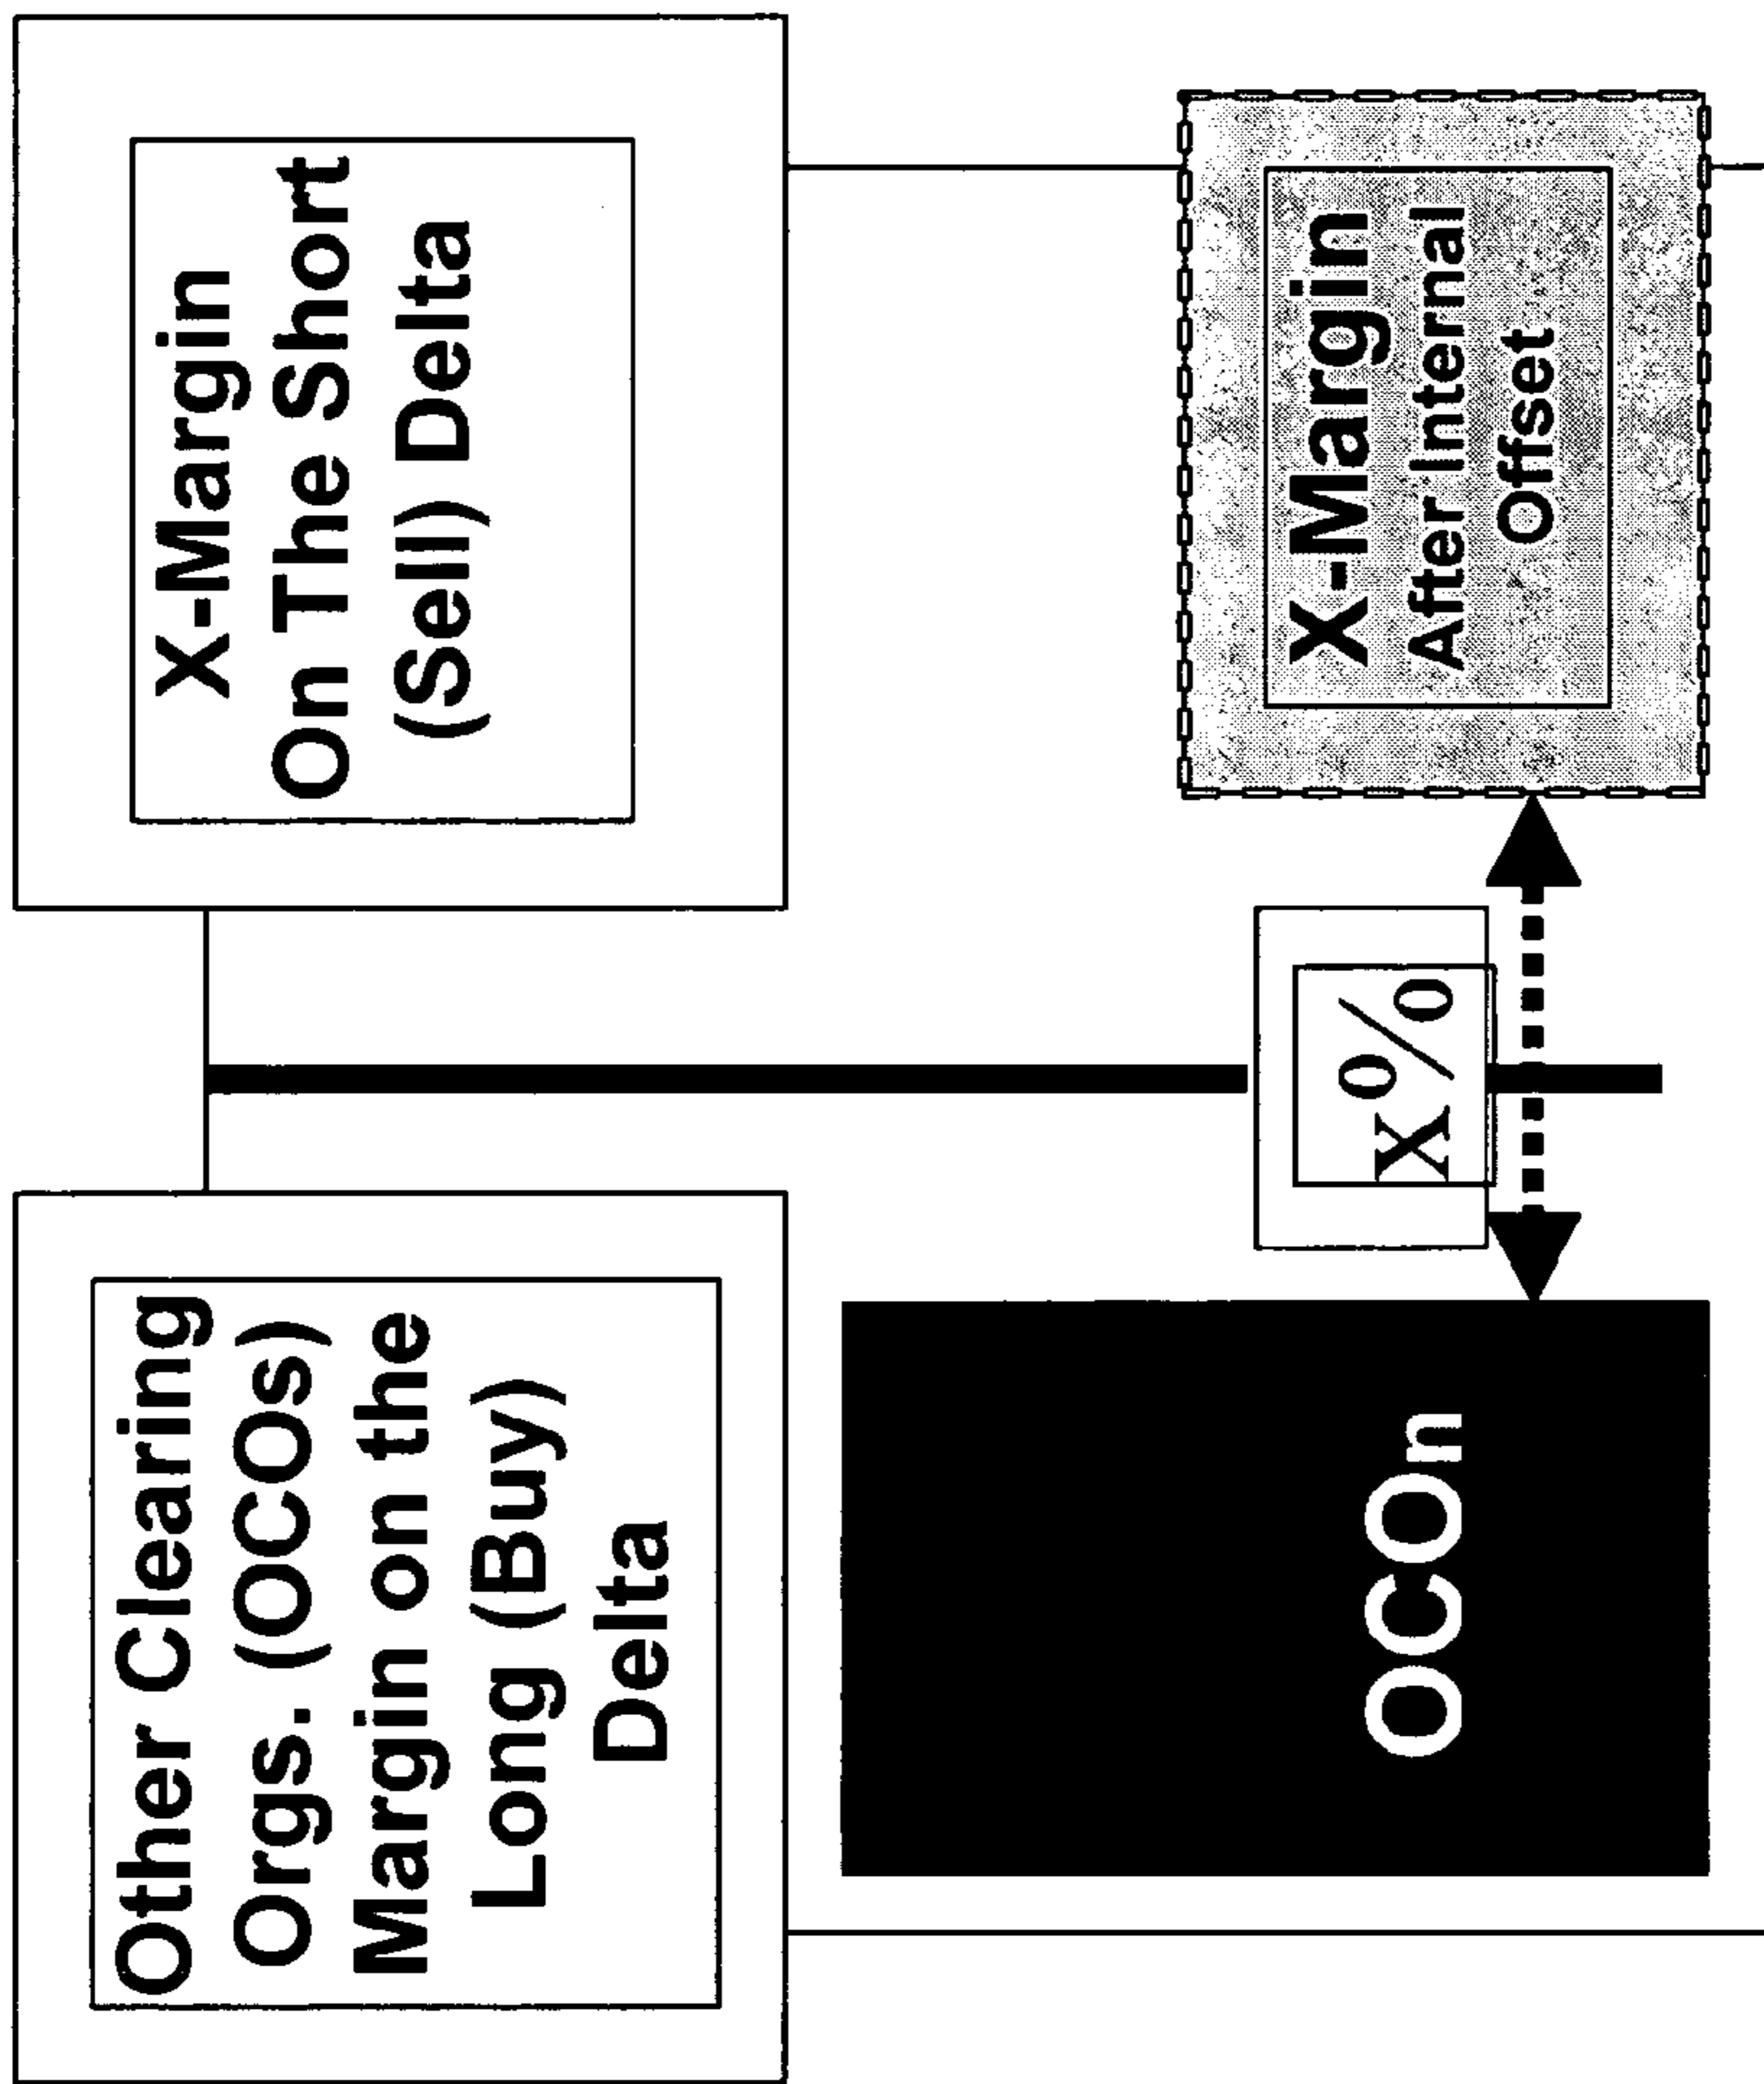 Other Clearing
Orgs. (OCOs)
Margin on the
Long (Buy)
Delta
X-Margin
On The Short
(Sell) Delta
OCOn
X%
X-Margin
After Internal
Offset